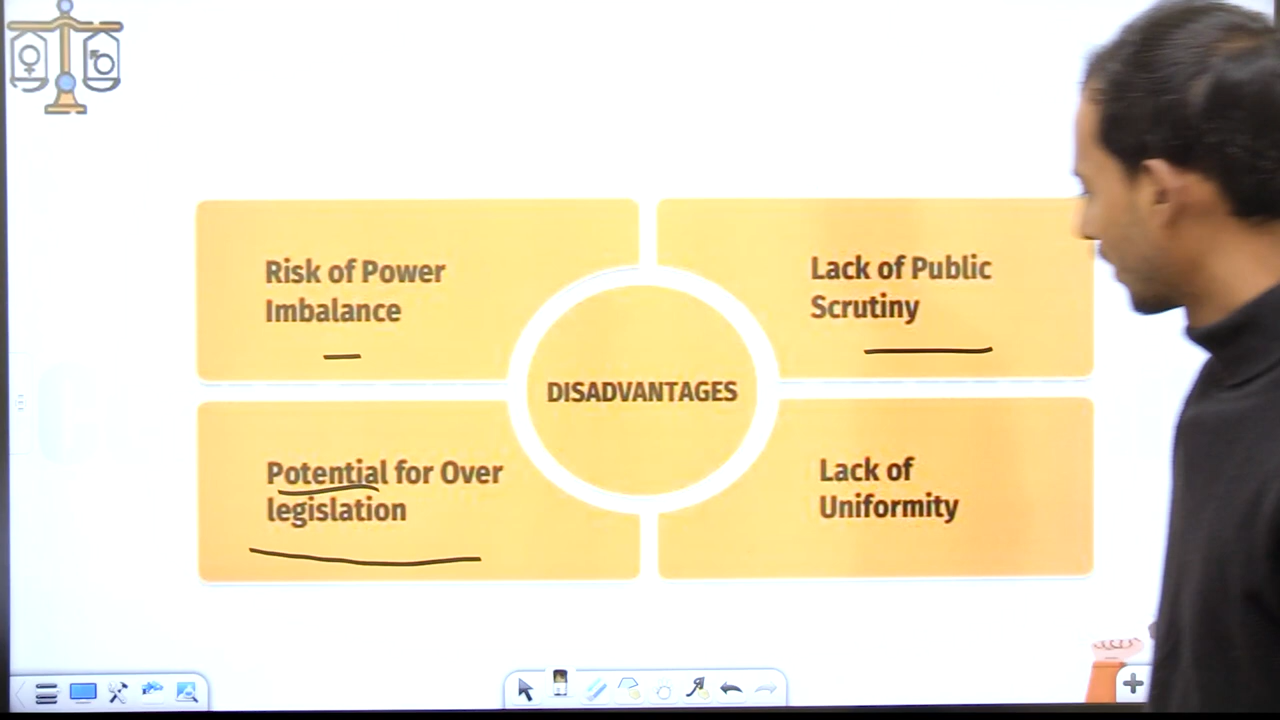 Risk of Power
Imbalance
Lack of Public
Scrutiny
DISADVANTAGES
Potential for Over
legislation
Lack of
Uniformity